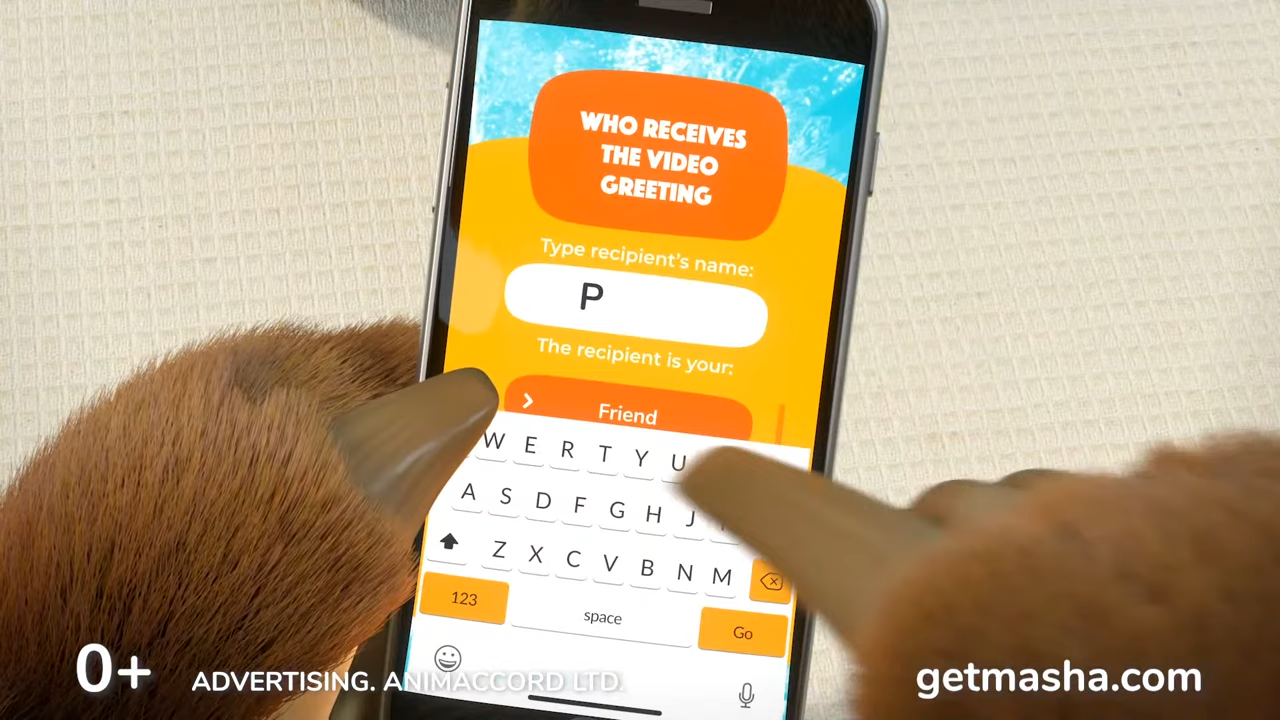 WHO RECEIVES
THE VIDEO
GREETING
Type recipient's name:
P
The recipient is your:
Friend
W E R T Y U
A S D F G H J
Z X C V B N M
123 space Go
0+ ADVERTISING. ANIMACCORD LTD. getmasha.com